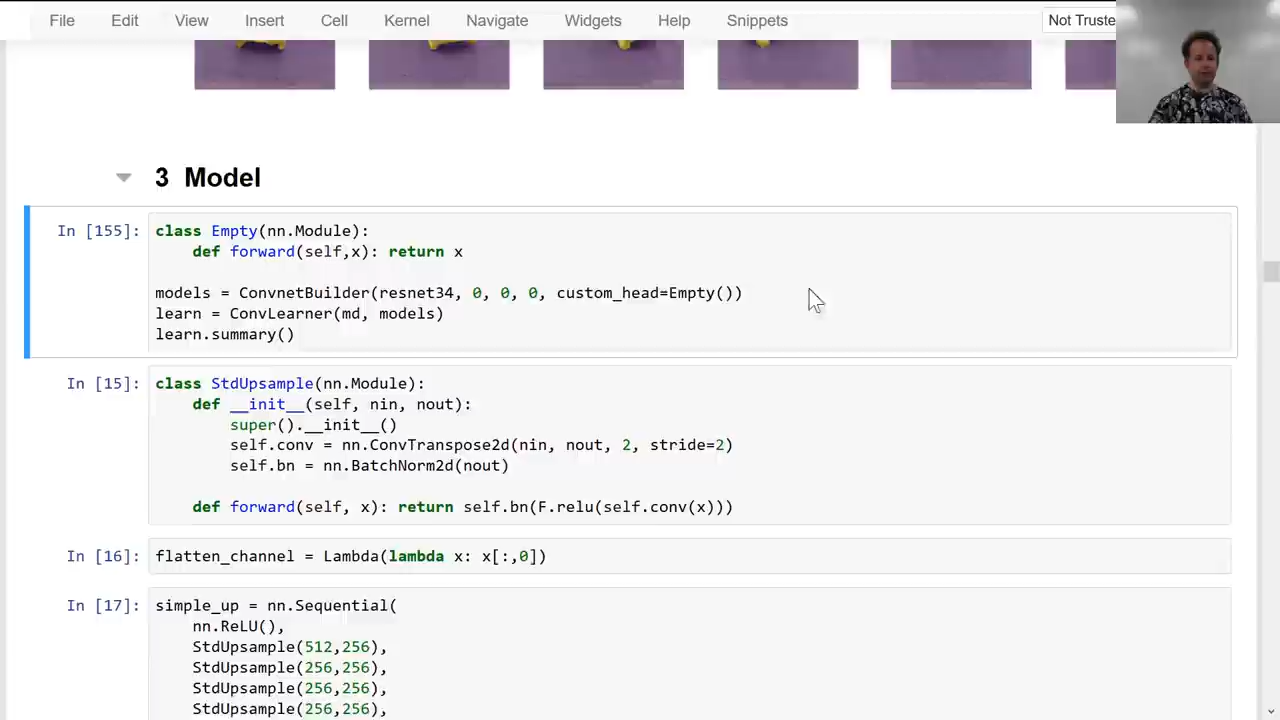 File Edit View Insert Cell Kernel Navigate Widgets Help Snippets Not Truste
3 Model
In [155]: class Empty(nn.Module):
def forward(self,x): return x
models = ConvnetBuilder(resnet34, 0, 0, 0, custom_head=Empty())
learn = ConvLearner(md, models)
learn.summary()
In [15]: class StdUpsample(nn.Module):
def __init__(self, nin, nout):
super().__init__()
self.conv = nn.ConvTranspose2d(nin, nout, 2, stride=2)
self.bn = nn.BatchNorm2d(nout)
def forward(self, x): return self.bn(F.relu(self.conv(x)))
In [16]: flatten_channel = Lambda(lambda x: x[:,0])
In [17]: simple_up = nn.Sequential(
nn.ReLU(),
StdUpsample(512,256),
StdUpsample(256,256),
StdUpsample(256,256),
StdUpsample(256,256),